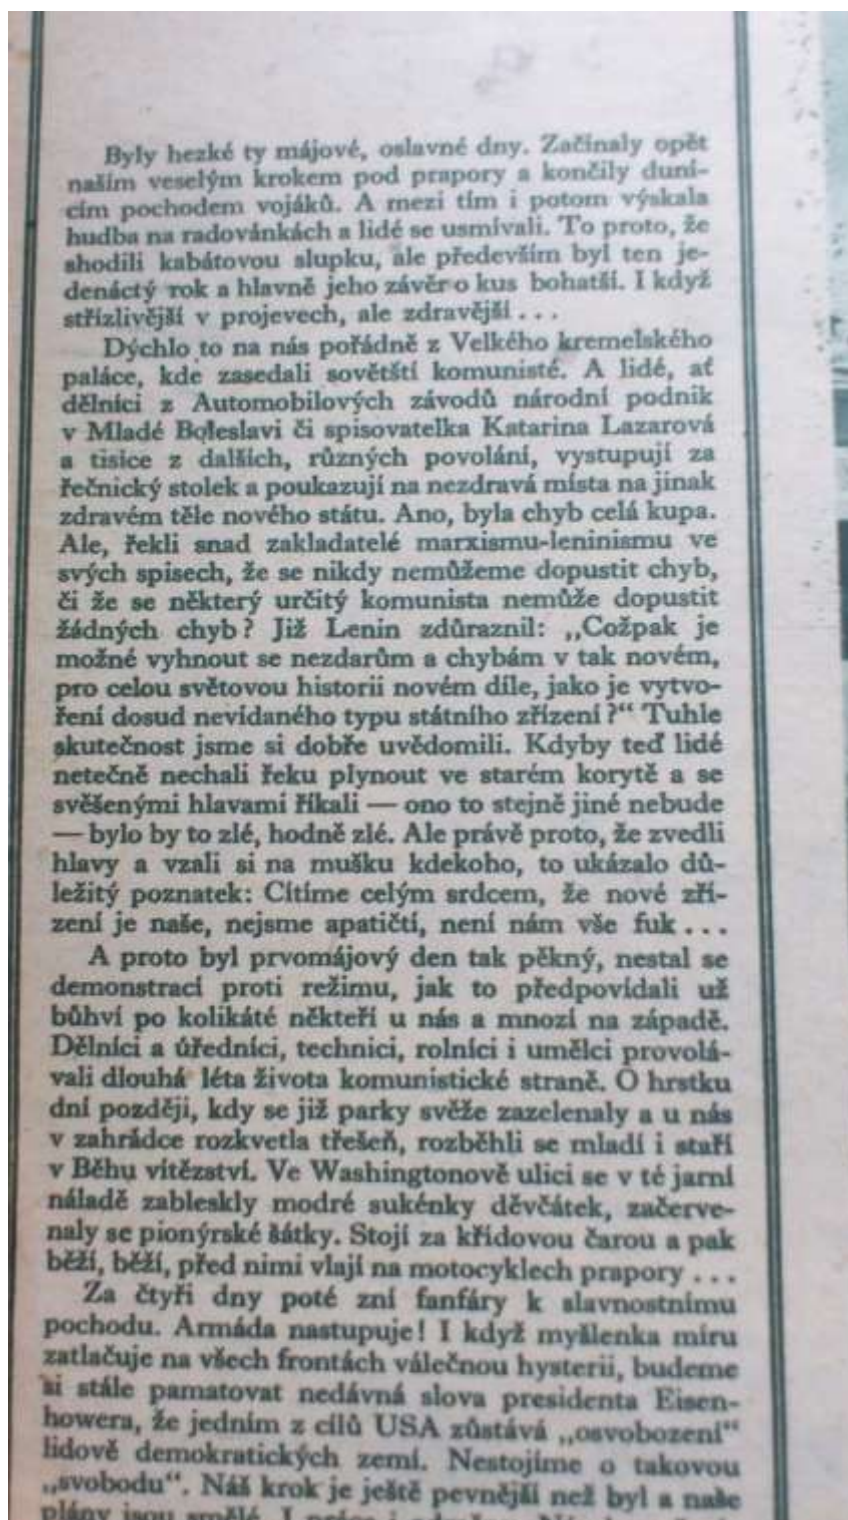 Byly hezké ty májové, oslavné dny. Začínaly opět
naším veselým krokem pod prapory a končily duní-
cím pochodem vojáků. A mezi tím i potom výskala
hudba na radovánkách a lidé se usmívali. To proto, že
shodili kabátovou slupku, ale především byl ten je-
denáctý rok a hlavně jeho závěr o kus bohatší. I když
střízlivější v projevech, ale zdravější . . .
Dýchlo to na nás pořádně z Velkého kremelského
paláce, kde zasedali sovětští komunisté. A lidé, ať
dělníci z Automobilových závodů národní podnik
v Mladé Boleslavi či spisovatelka Katarina Lazarová
a tisice z dalších, různých povolání, vystupují za
řečnický stolek a poukazují na nezdravá místa na jinak
zdravém těle nového státu. Ano, byla chyb celá kupa.
Ale, řekli snad zakladatelé marxismu-leninismu ve
svých spisech, že se nikdy nemůžeme dopustit chyb,
či že se některý určitý komunista nemůže dopustit
žádných chyb? Již Lenin zdůraznil: „Cožpak je
možné vyhnout se nezdarům a chybám v tak novém,
pro celou světovou historii novém díle, jako je vytvo-
ření dosud nevídaného typu státního zřízení?“ Tuhle
skutečnost jsme si dobře uvědomili. Kdyby teď lidé
netečně nechali řeku plynout ve starém korytě a se
svěšenými hlavami říkali — ono to stejně jiné nebude
— bylo by to zlé, hodně zlé. Ale právě proto, že zvedli
hlavy a vzali si na mušku kdekoho, to ukázalo dů-
ležitý poznatek: Cítíme celým srdcem, že nové zří-
zení je naše, nejsme apatičtí, není nám vše fuk . . .
A proto byl prvomájový den tak pěkný, nestal se
demonstrací proti režimu, jak to předpovídali už
bůhví po kolikáté někteří u nás a mnozí na západě.
Dělníci a úředníci, technici, rolníci i umělci provolá-
vali dlouhá léta života komunistické straně. O hrstku
dní později, kdy se již parky svěže zazelenaly a u nás
v zahrádce rozkvetla třešeň, rozběhli se mladí i staří
v Běhu vítězství. Ve Washingtonově ulici se v té jarní
náladě zableskly modré sukénky děvčátek, začerve-
naly se pionýrské šátky. Stojí za křídovou čarou a pak
běží, běží, před nimi vlají na motocyklech prapory . . .
Za čtyři dny poté zní fanfáry k slavnostnímu
pochodu. Armáda nastupuje! I když myšlenka míru
zatlačuje na všech frontách válečnou hysterii, budeme
si stále pamatovat nedávná slova presidenta Eisen-
howera, že jedním z cílů USA zůstává „osvobození“
lidově demokratických zemí. Nestojíme o takovou
„svobodu“. Náš krok je ještě pevnější než byl a naše
plány jsou smělé. I